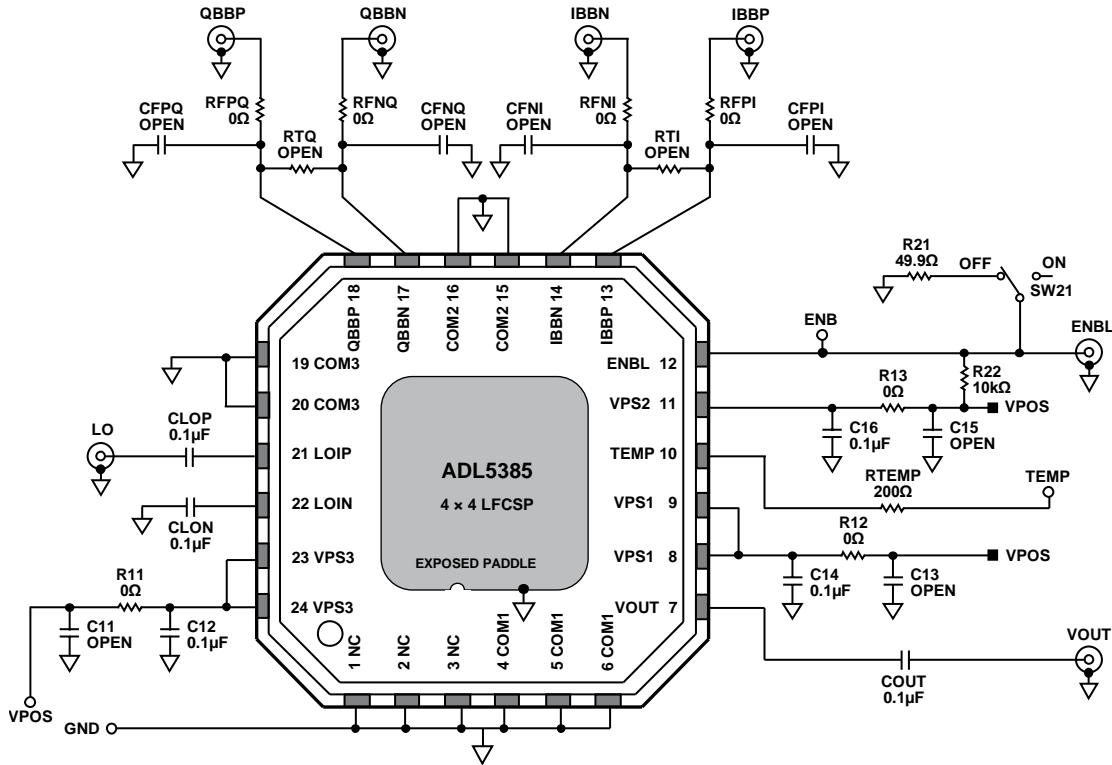 QBBP
QBBN
IBBN
IBBP
CFPQ
OPEN
RFPQ
0Ω
RTQ
OPEN
RFNQ
0Ω
CFNQ
OPEN
CFNI
OPEN
RFNI
0Ω
RTI
OPEN
RFPI
0Ω
CFPI
OPEN
R21
49.9Ω
OFF
ON
SW21
QBBP 18
QBBN 17
COM2 16
COM2 15
IBBN 14
IBBP 13
ENB
ENBL
19 COM3
ENBL 12
R22
10kΩ
R13
0Ω
VPOS
20 COM3
VPS2 11
C16
0.1µF
C15
OPEN
LO
CLOP
0.1µF
21 LOIP
TEMP 10
ADL5385
4 × 4 LFCSP
RTEMP
200Ω
TEMP
22 LOIN
CLON
0.1µF
VPS1 9
R12
0Ω
23 VPS3
EXPOSED PADDLE
VPS1 8
VPOS
C14
0.1µF
C13
OPEN
R11
0Ω
24 VPS3
VOUT 7
C11
OPEN
C12
0.1µF
1 NC
2 NC
3 NC
4 COM1
5 COM1
6 COM1
VOUT
COUT
0.1µF
VPOS
GND